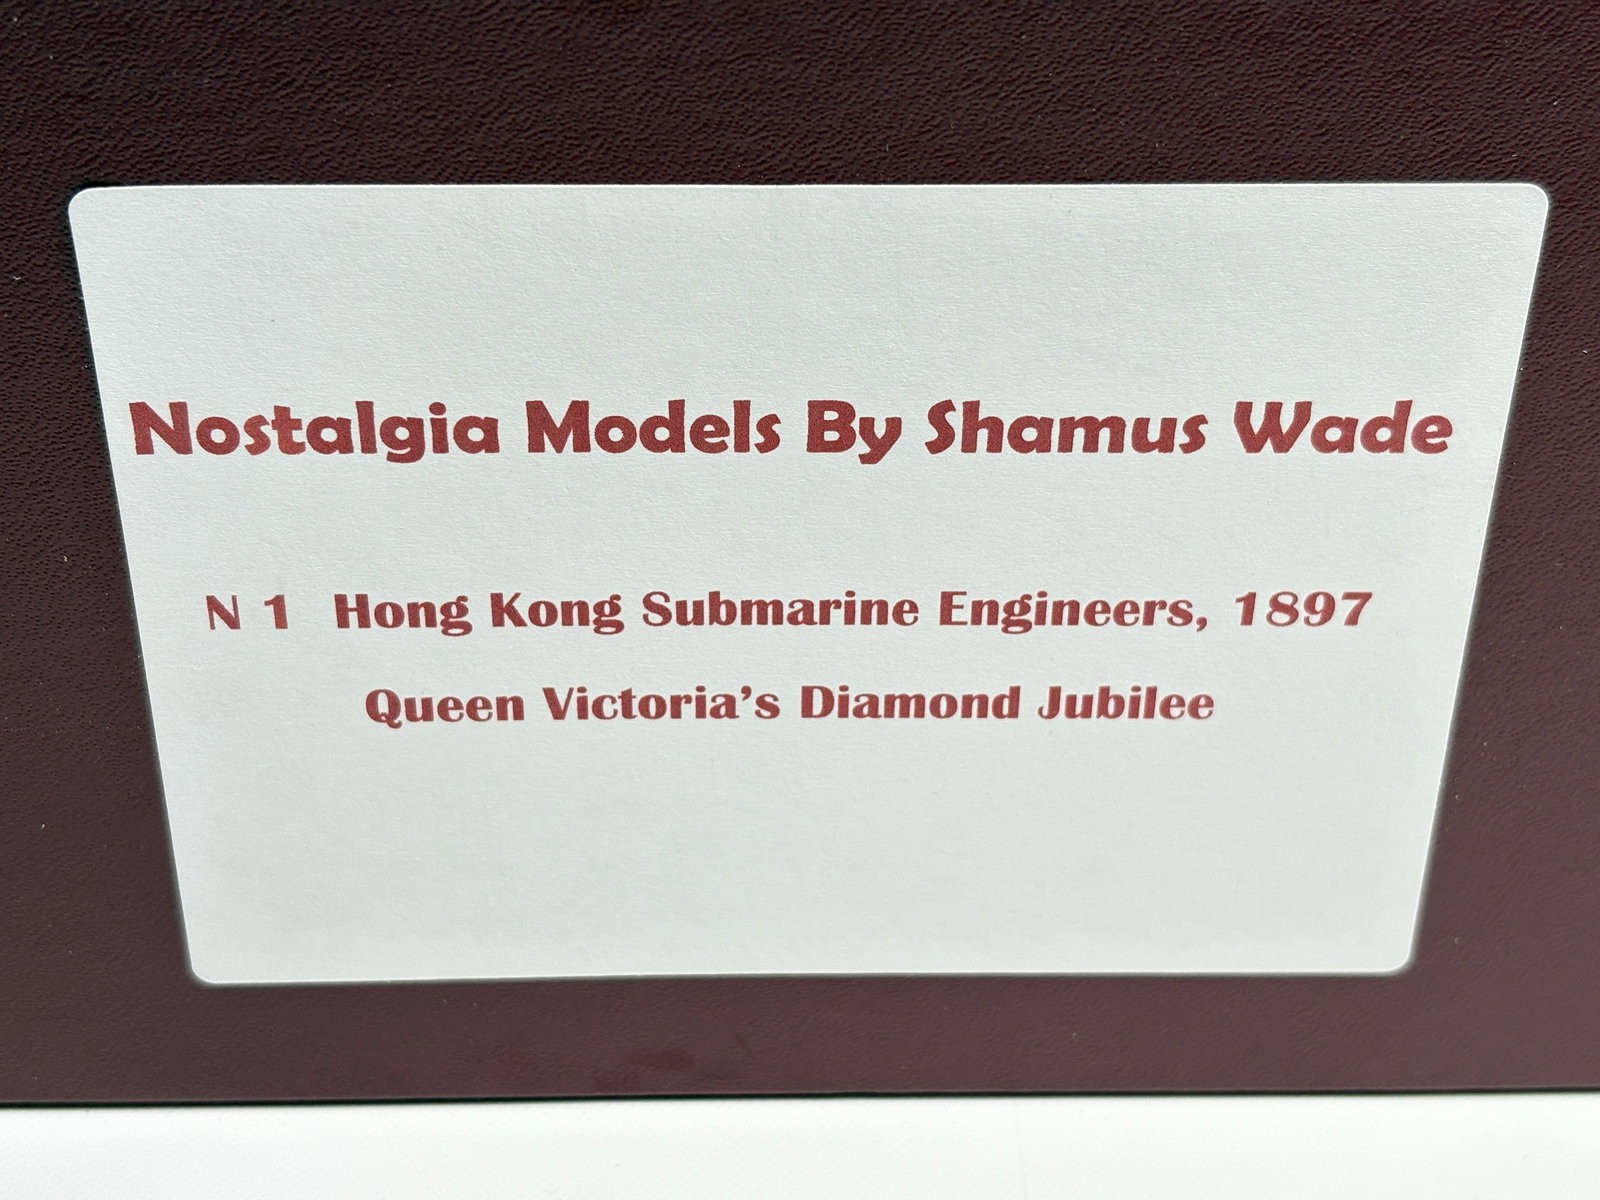 Nostalgia Models By Shamus Wade
N 1 Hong Kong Submarine Engineers, 1897
Queen Victoria’s Diamond Jubilee